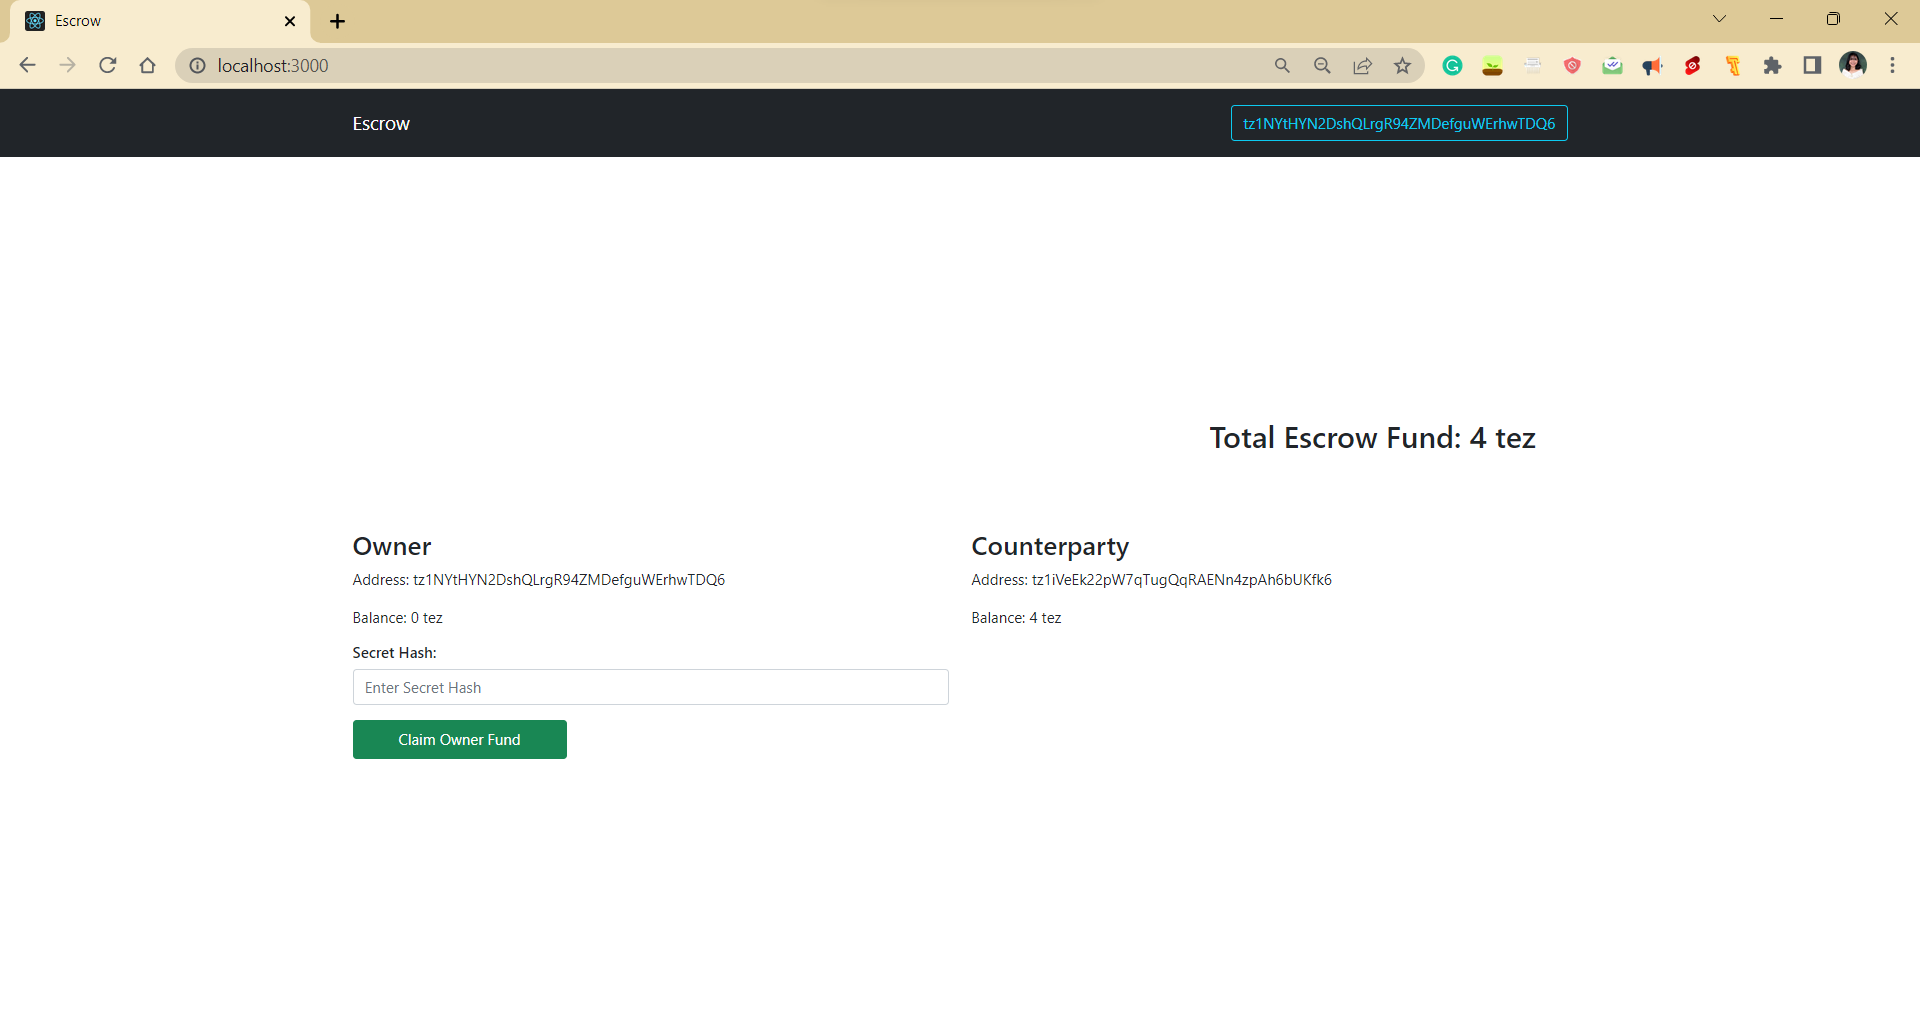 Escrow
localhost:3000
Escrow
tz1NYtHYN2DshQLrgR94ZMDefguWErhwTDQ6
Total Escrow Fund: 4 tez
Owner
Address: tz1NYtHYN2DshQLrgR94ZMDefguWErhwTDQ6
Balance: 0 tez
Secret Hash:
Enter Secret Hash
Claim Owner Fund
Counterparty
Address: tz1iVeEk22pW7qTugQqRAENn4zpAh6bUKfk6
Balance: 4 tez